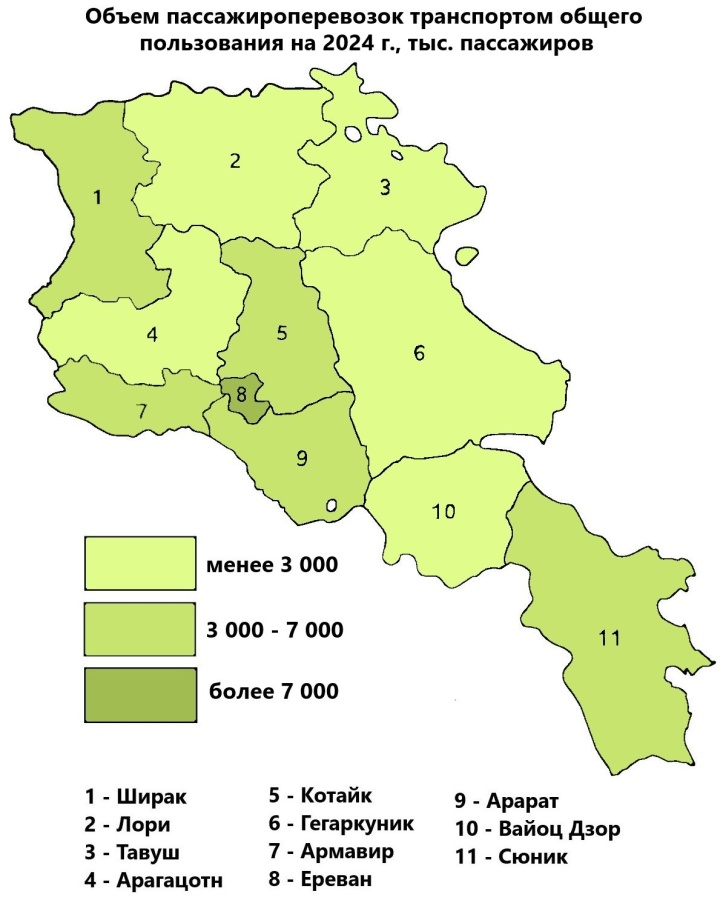 Объем пассажироперевозок транспортом общего
пользования на 2024 г., тыс. пассажиров
1
2
3
4
5
6
7
8
9
10
11
менее 3 000
3 000 - 7 000
более 7 000
1 - Ширак
2 - Лори
3 - Тавуш
4 - Арагацотн
5 - Котайк
6 - Гегаркуник
7 - Армавир
8 - Ереван
9 - Арарат
10 - Вайоц Дзор
11 - Сюник